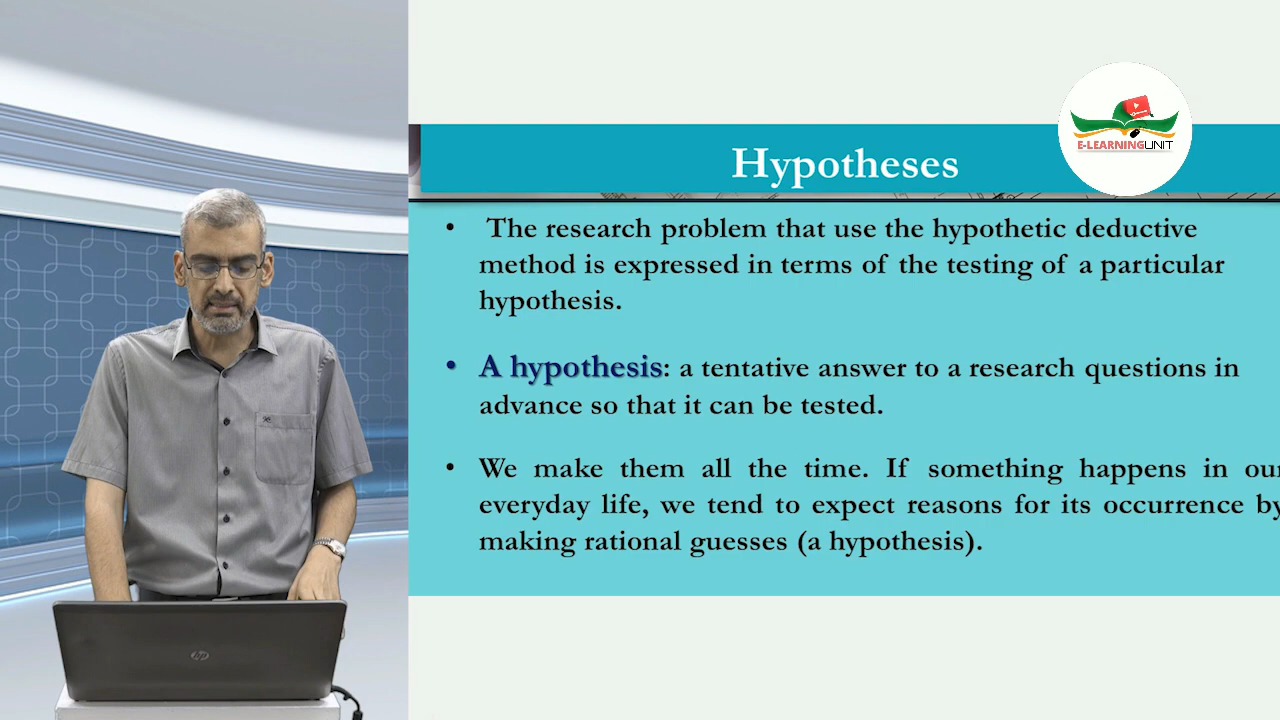 E-LEARNINGUNIT
Hypotheses
• The research problem that use the hypothetic deductive
method is expressed in terms of the testing of a particular
hypothesis.
• A hypothesis: a tentative answer to a research questions in
advance so that it can be tested.
• We make them all the time. If something happens in our
everyday life, we tend to expect reasons for its occurrence by
making rational guesses (a hypothesis).
hp